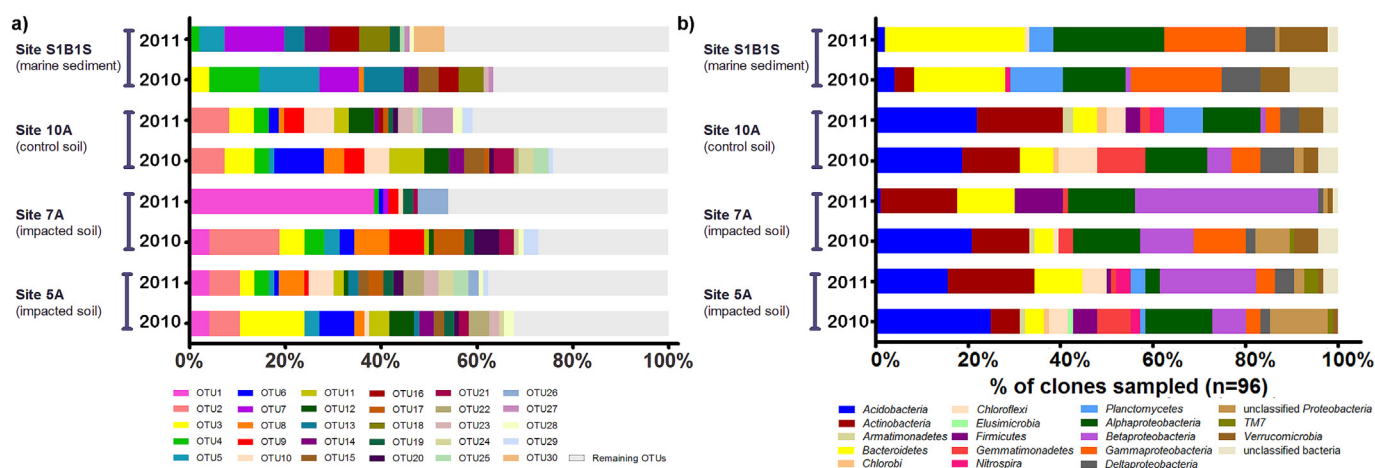 a)
Site S1B1S
(marine sediment)
2011
2010
Site 10A
(control soil)
2011
2010
Site 7A
(impacted soil)
2011
2010
Site 5A
(impacted soil)
2011
2010
0% 20% 40% 60% 80% 100%
OTU1 OTU6 OTU11 OTU16 OTU21 OTU26
OTU2 OTU7 OTU12 OTU17 OTU22 OTU27
OTU3 OTU8 OTU13 OTU18 OTU23 OTU28
OTU4 OTU9 OTU14 OTU19 OTU24 OTU29
OTU5 OTU10 OTU15 OTU20 OTU25 OTU30 Remaining OTUs
b)
Site S1B1S
(marine sediment)
2011
2010
Site 10A
(control soil)
2011
2010
Site 7A
(impacted soil)
2011
2010
Site 5A
(impacted soil)
2011
2010
0% 20% 40% 60% 80% 100%
% of clones sampled (n=96)
Acidobacteria Chloroflexi Planctomycetes unclassified Proteobacteria
Actinobacteria Elusimicrobia Alphaproteobacteria TM7
Armatimonadetes Firmicutes Betaproteobacteria Verrucomicrobia
Bacteroidetes Gemmatimonadetes Gammaproteobacteria unclassified bacteria
Chlorobi Nitrospira Deltaproteobacteria